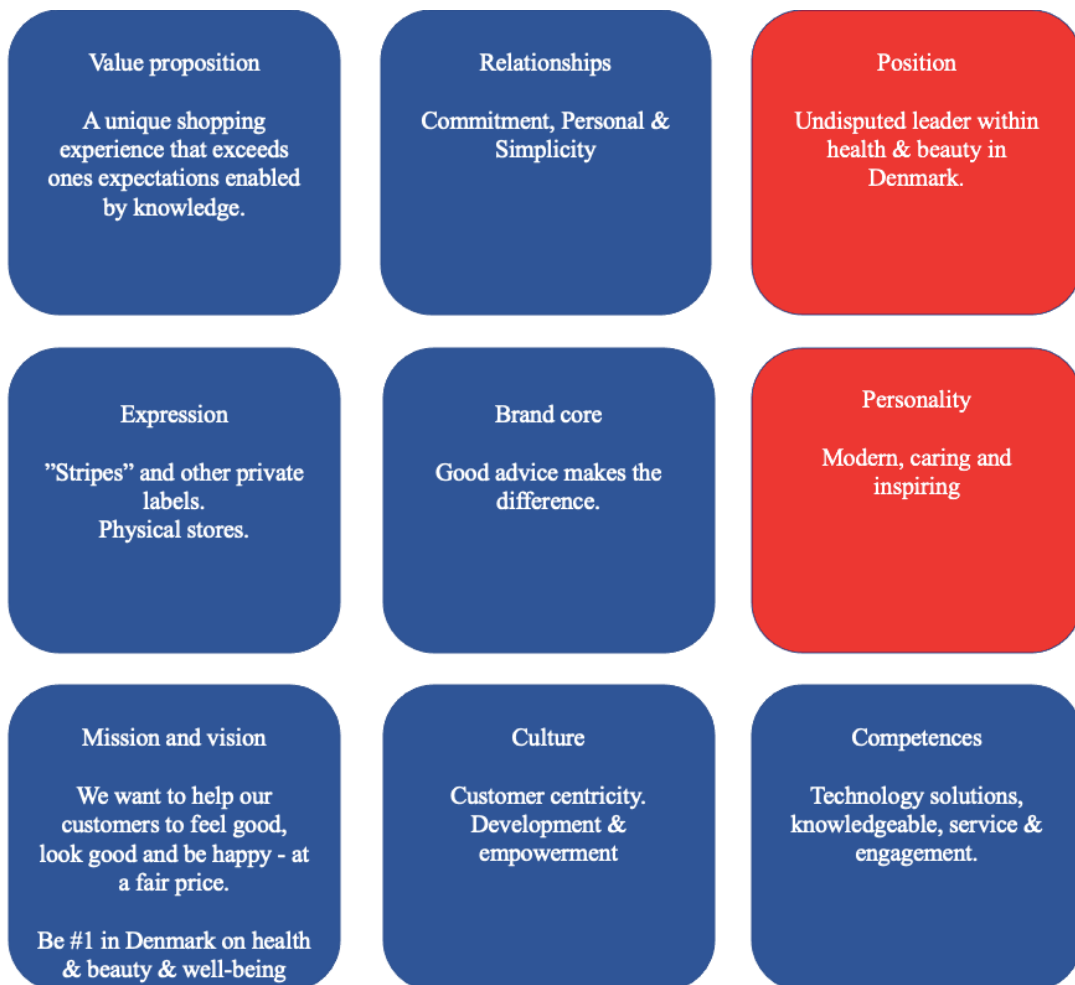 Value proposition
A unique shopping
experience that exceeds
ones expectations enabled
by knowledge.
Relationships
Commitment, Personal &
Simplicity
Position
Undisputed leader within
health & beauty in
Denmark.
Expression
”Stripes” and other private
labels.
Physical stores.
Brand core
Good advice makes the
difference.
Personality
Modern, caring and
inspiring
Mission and vision
We want to help our
customers to feel good,
look good and be happy - at
a fair price.
Be #1 in Denmark on health
& beauty & well-being
Culture
Customer centricity.
Development &
empowerment
Competences
Technology solutions,
knowledgeable, service &
engagement.